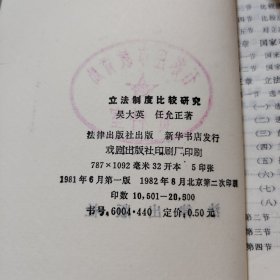 立法制度比较研究
吴大英 任允正著
法律出版社出版 新华书店发行
戏剧出版社印刷厂印刷
787×1092毫米32开本 5印张
1981年6月第一版 1982年8月北京第二次印刷
印数 10,501—20,500
书号6004·440 定价0.50元